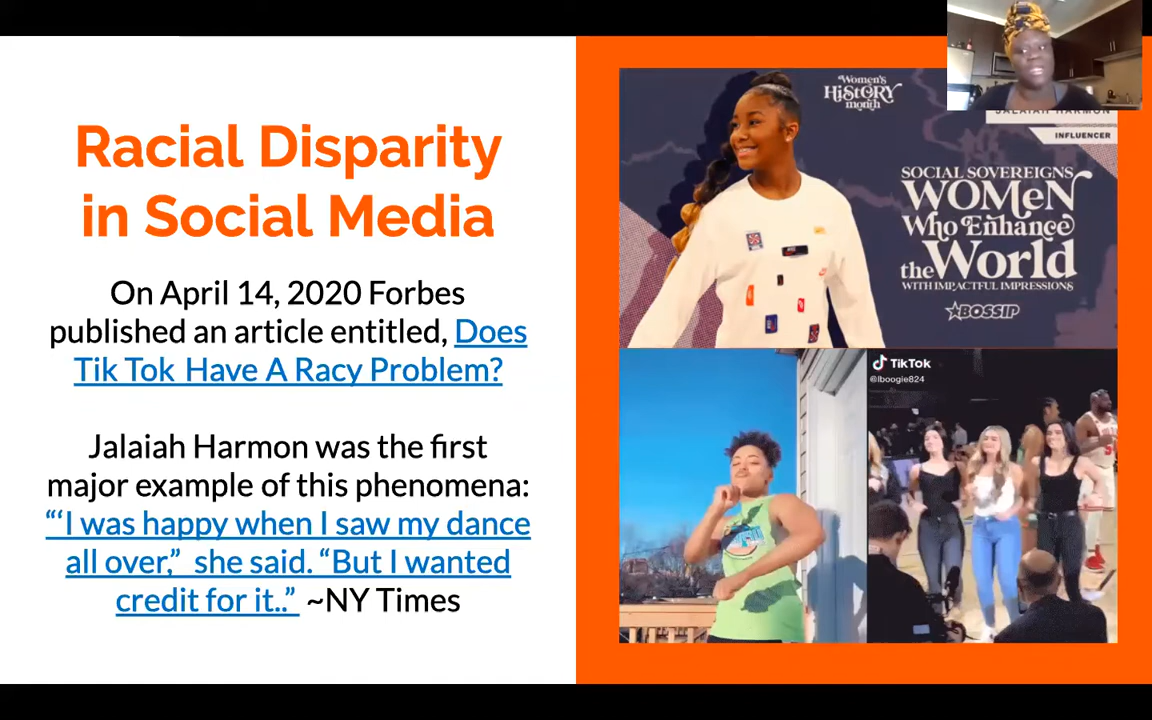 Racial Disparity
in Social Media
On April 14, 2020 Forbes
published an article entitled, Does
Tik Tok Have A Racy Problem?
Jalaiah Harmon was the first
major example of this phenomena:
“‘I was happy when I saw my dance
all over,” she said. “But I wanted
credit for it..” ~NY Times
Women's
HiStORY
month
JALAIAH HARMON
INFLUENCER
SOCIAL SOVEREIGNS
WOMeN
Who Enhance
the World
WITH IMPACTFUL IMPRESSIONS
BOSSIP
TikTok
@lboogie824